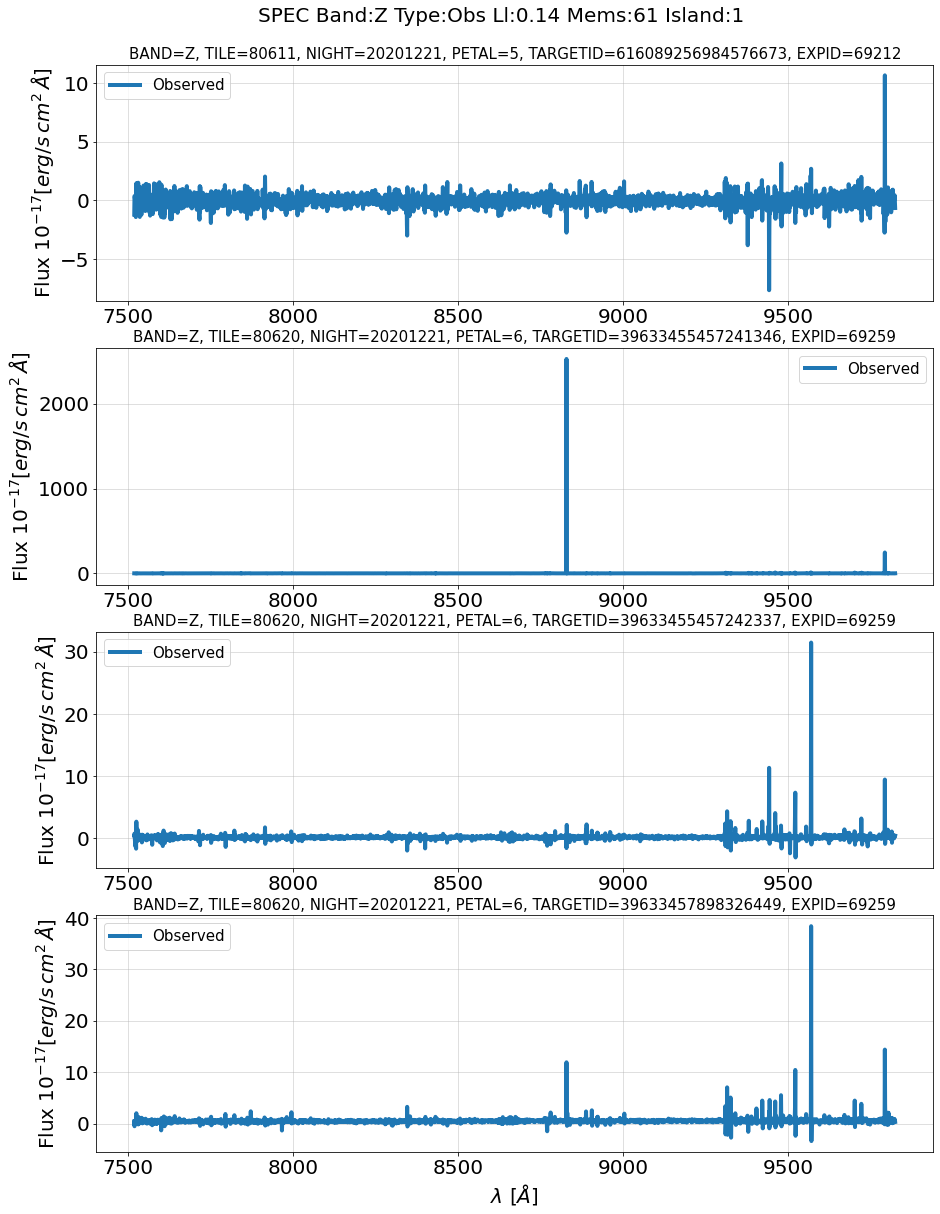 SPEC Band:Z Type:Obs Ll:0.14 Mems:61 Island:1
BAND=Z, TILE=80611, NIGHT=20201221, PETAL=5, TARGETID=616089256984576673, EXPID=69212
Flux 10^{-17}[erg/s cm^2 Å]
10
5
0
−5
Observed
7500 8000 8500 9000 9500
BAND=Z, TILE=80620, NIGHT=20201221, PETAL=6, TARGETID=39633455457241346, EXPID=69259
Flux 10^{-17}[erg/s cm^2 Å]
2000
1000
0
Observed
7500 8000 8500 9000 9500
BAND=Z, TILE=80620, NIGHT=20201221, PETAL=6, TARGETID=39633455457242337, EXPID=69259
Flux 10^{-17}[erg/s cm^2 Å]
30
20
10
0
Observed
7500 8000 8500 9000 9500
BAND=Z, TILE=80620, NIGHT=20201221, PETAL=6, TARGETID=39633457898326449, EXPID=69259
Flux 10^{-17}[erg/s cm^2 Å]
40
30
20
10
0
Observed
7500 8000 8500 9000 9500
λ [Å]